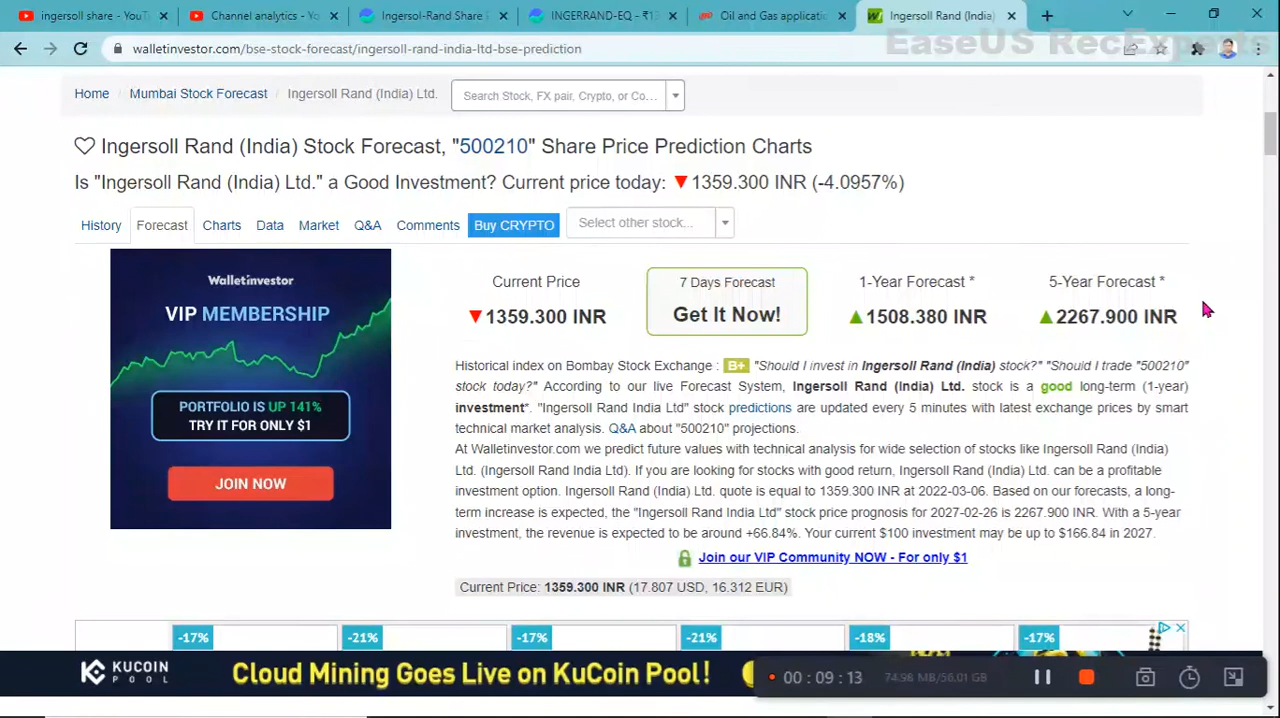 ingersoll share - YouT
Channel analytics - Yo
Ingersol-Rand Share P
INGERRAND-EQ - ₹13
Oil and Gas applicatio
Ingersoll Rand (India)
walletinvestor.com/bse-stock-forecast/ingersoll-rand-india-ltd-bse-prediction
EaseUS RecExperts
Home / Mumbai Stock Forecast / Ingersoll Rand (India) Ltd.
Search Stock, FX pair, Crypto, or Co...
Ingersoll Rand (India) Stock Forecast, "500210" Share Price Prediction Charts
Is "Ingersoll Rand (India) Ltd." a Good Investment? Current price today: ▼1359.300 INR (-4.0957%)
History Forecast Charts Data Market Q&A Comments Buy CRYPTO Select other stock...
Walletinvestor
VIP MEMBERSHIP
PORTFOLIO IS UP 141%
TRY IT FOR ONLY $1
JOIN NOW
Current Price
▼1359.300 INR
7 Days Forecast
Get It Now!
1-Year Forecast *
▲1508.380 INR
5-Year Forecast *
▲2267.900 INR
Historical index on Bombay Stock Exchange : B+ "Should I invest in Ingersoll Rand (India) stock?" "Should I trade "500210"
stock today?" According to our live Forecast System, Ingersoll Rand (India) Ltd. stock is a good long-term (1-year)
investment*. "Ingersoll Rand India Ltd" stock predictions are updated every 5 minutes with latest exchange prices by smart
technical market analysis. Q&A about "500210" projections.
At Walletinvestor.com we predict future values with technical analysis for wide selection of stocks like Ingersoll Rand (India)
Ltd. (Ingersoll Rand India Ltd). If you are looking for stocks with good return, Ingersoll Rand (India) Ltd. can be a profitable
investment option. Ingersoll Rand (India) Ltd. quote is equal to 1359.300 INR at 2022-03-06. Based on our forecasts, a long-
term increase is expected, the "Ingersoll Rand India Ltd" stock price prognosis for 2027-02-26 is 2267.900 INR. With a 5-year
investment, the revenue is expected to be around +66.84%. Your current $100 investment may be up to $166.84 in 2027.
Join our VIP Community NOW - For only $1
Current Price: 1359.300 INR (17.807 USD, 16.312 EUR)
-17% -21% -17% -21% -18% -17%
KUCOIN
POOL
Cloud Mining Goes Live on KuCoin Pool!
00:09:13
74.98 MB/56.01 GB